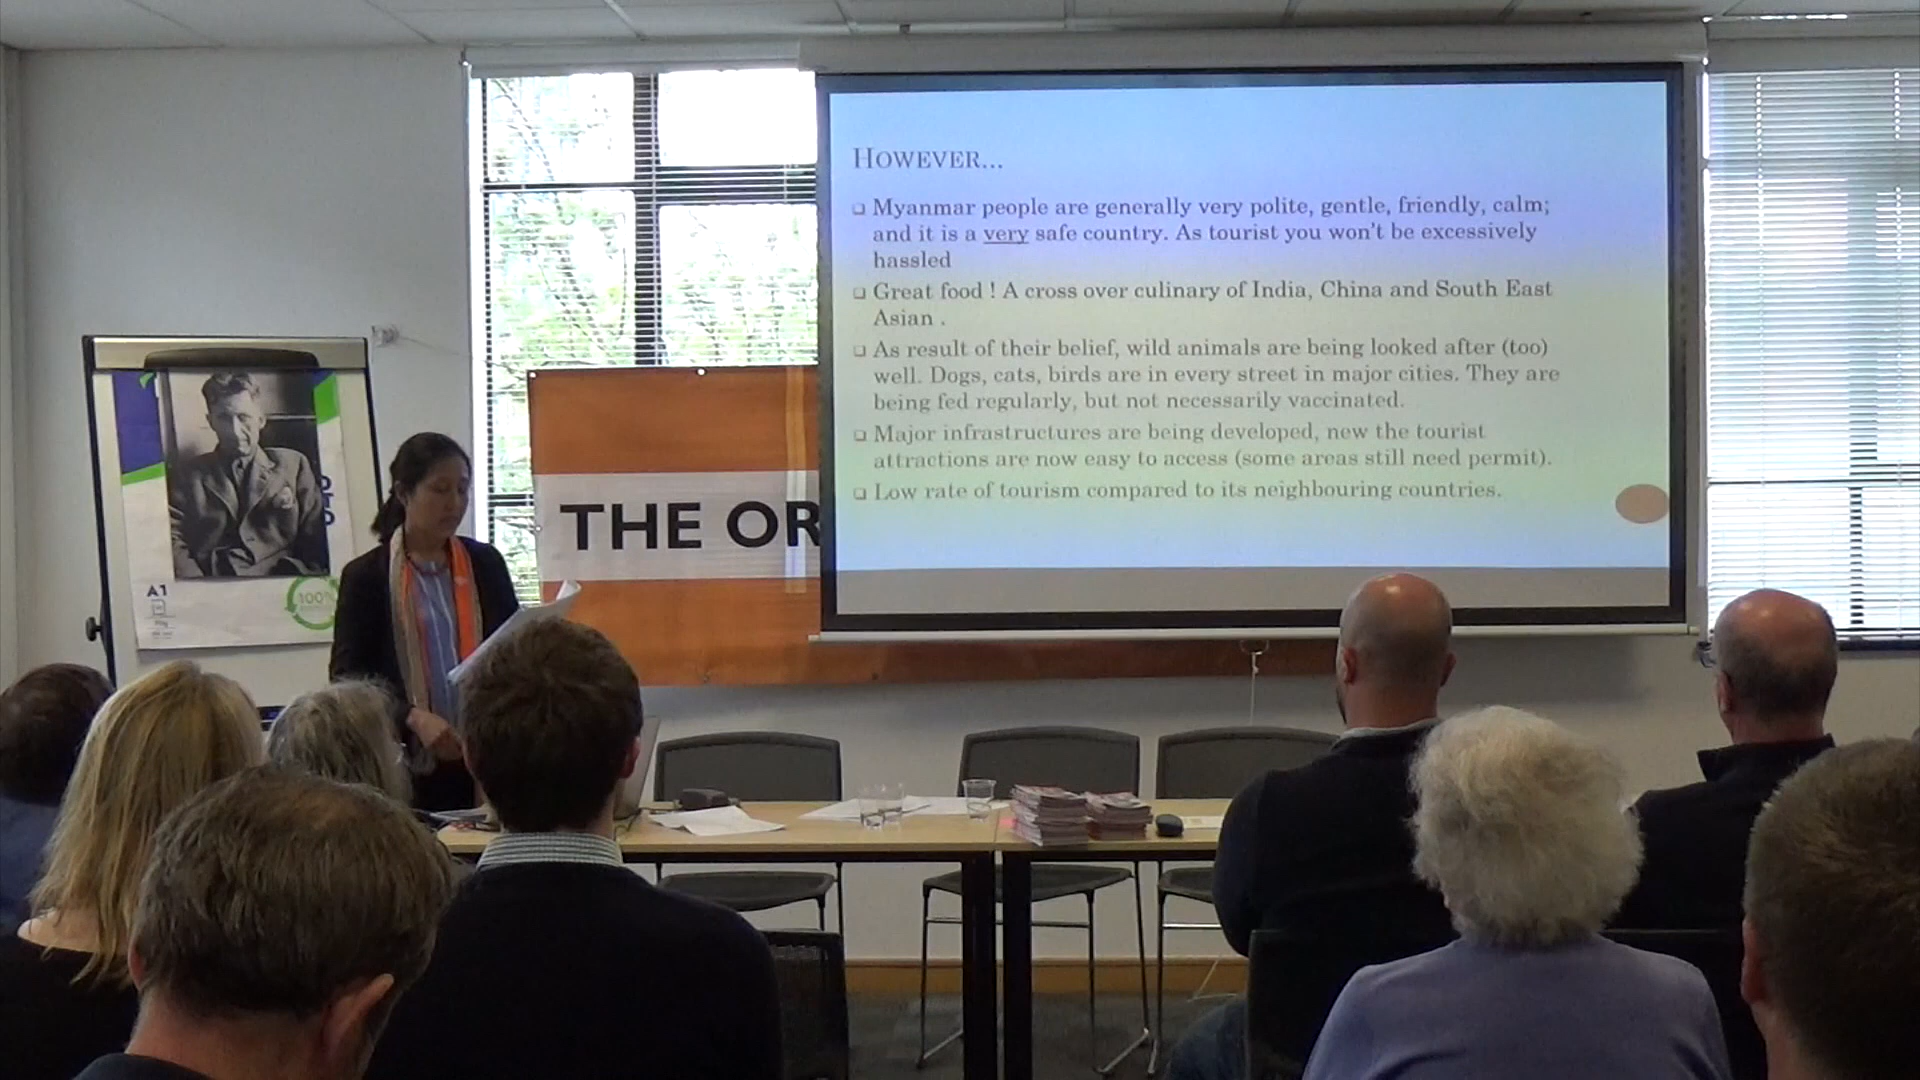 HOWEVER...
❑ Myanmar people are generally very polite, gentle, friendly, calm;
and it is a very safe country. As tourist you won't be excessively
hassled
❑ Great food ! A cross over culinary of India, China and South East
Asian .
❑ As result of their belief, wild animals are being looked after (too)
well. Dogs, cats, birds are in every street in major cities. They are
being fed regularly, but not necessarily vaccinated.
❑ Major infrastructures are being developed, new the tourist
attractions are now easy to access (some areas still need permit).
❑ Low rate of tourism compared to its neighbouring countries.
THE OR
A1
100%